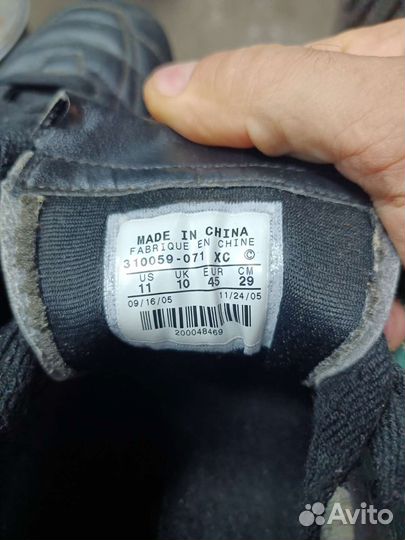 MADE IN CHINA
FABRIQUE EN CHINE
310059-071 XC ©
US UK EUR CM
11 10 45 29
09/16/05 11/24/05
200048469
Avito